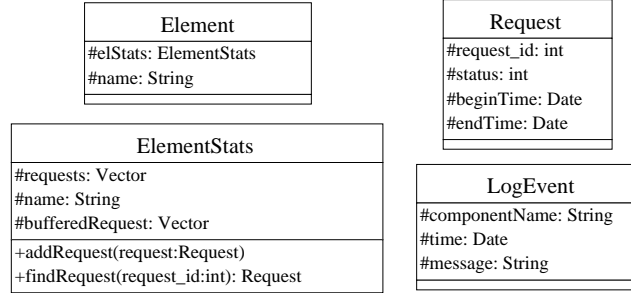 Element
#elStats: ElementStats
#name: String
Request
#request_id: int
#status: int
#beginTime: Date
#endTime: Date
ElementStats
#requests: Vector
#name: String
#bufferedRequest: Vector
+addRequest(request:Request)
+findRequest(request_id:int): Request
LogEvent
#componentName: String
#time: Date
#message: String